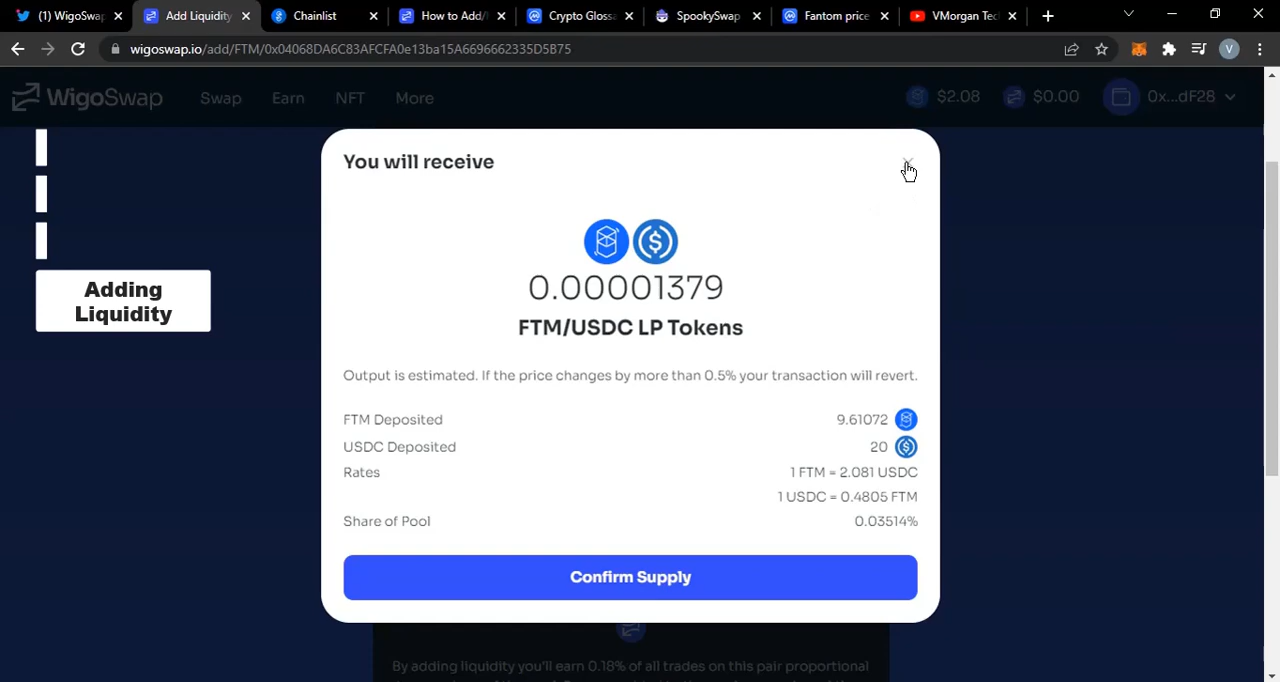 (1) WigoSwap
Add Liquidity
Chainlist
How to Add/
Crypto Gloss
SpookySwap
Fantom price
VMorgan Tec
wigoswap.io/add/FTM/0x04068DA6C83AFCFA0e13ba15A6696662335D5B75
V
WigoSwap Swap Earn NFT More $2.08 $0.00 0x...dF28
You will receive
Adding
Liquidity
0.00001379
FTM/USDC LP Tokens
Output is estimated. If the price changes by more than 0.5% your transaction will revert.
FTM Deposited 9.61072
USDC Deposited 20
Rates 1 FTM = 2.081 USDC
1 USDC = 0.4805 FTM
Share of Pool 0.03514%
Confirm Supply
By adding liquidity you'll earn 0.18% of all trades on this pair proportional